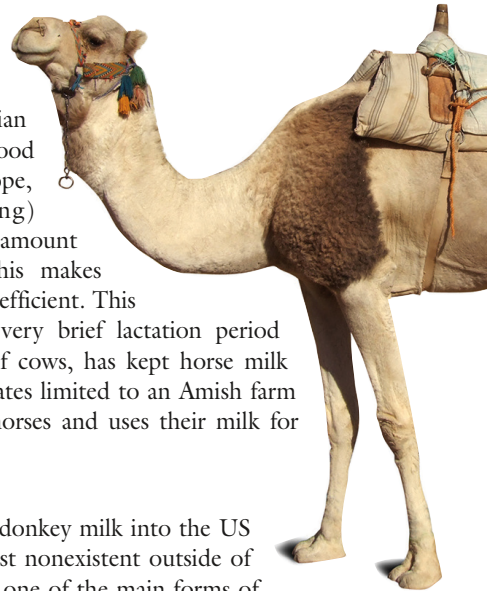 ian
ood
ope,
ng)
amount
his makes
efficient. This
very brief lactation period
f cows, has kept horse milk
ates limited to an Amish farm
horses and uses their milk for
donkey milk into the US
st nonexistent outside of
one of the main forms of